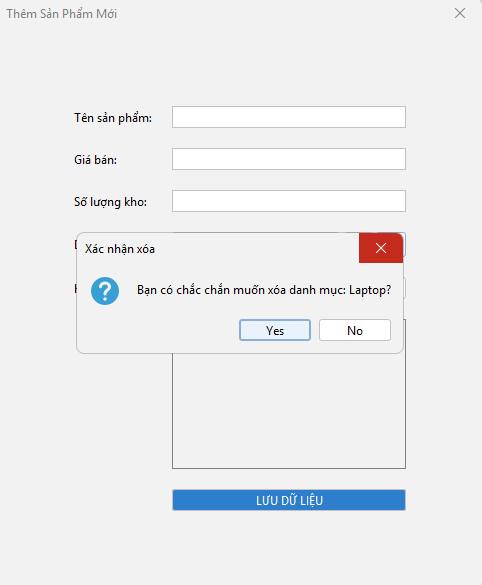 Thêm Sản Phẩm Mới
Tên sản phẩm:
Giá bán:
Số lượng kho:
Xác nhận xóa
Bạn có chắc chắn muốn xóa danh mục: Laptop?
Yes
No
LƯU DỮ LIỆU